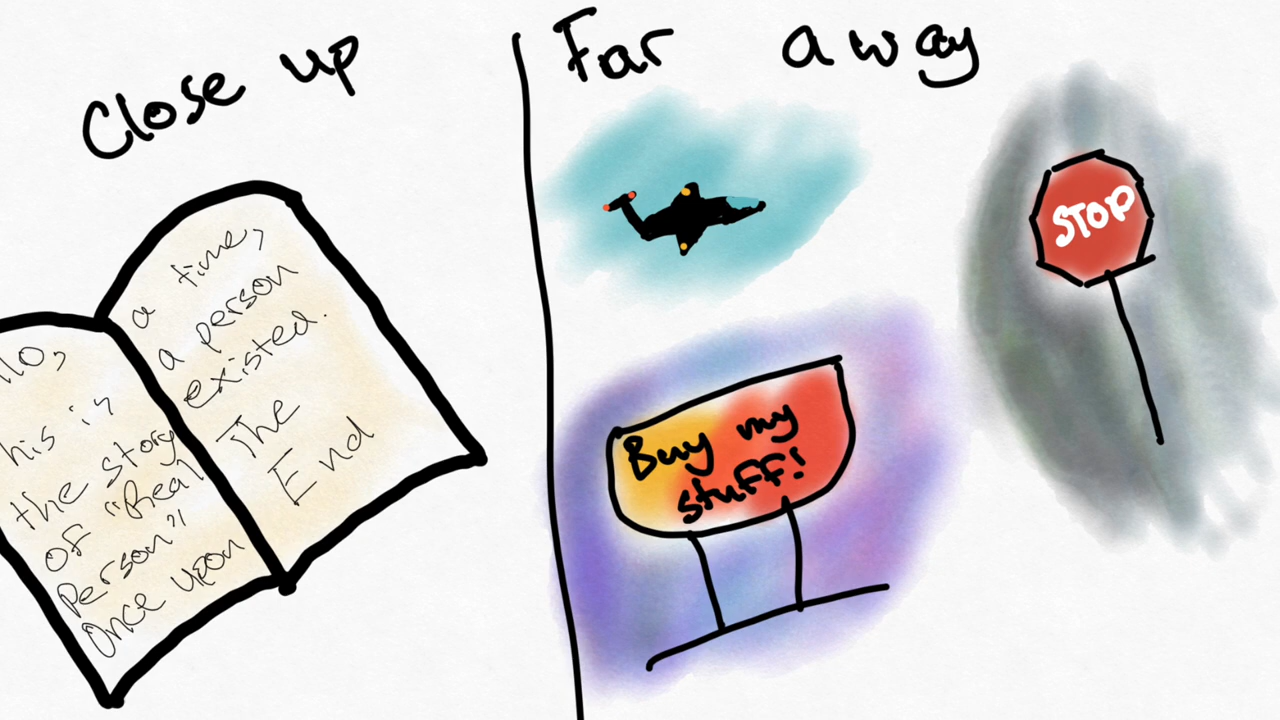 Close up
Far away
llo,
his is
the story
of "Real
Person"
Once upon
a time,
a person
existed.
The
End
STOP
Buy my
stuff!